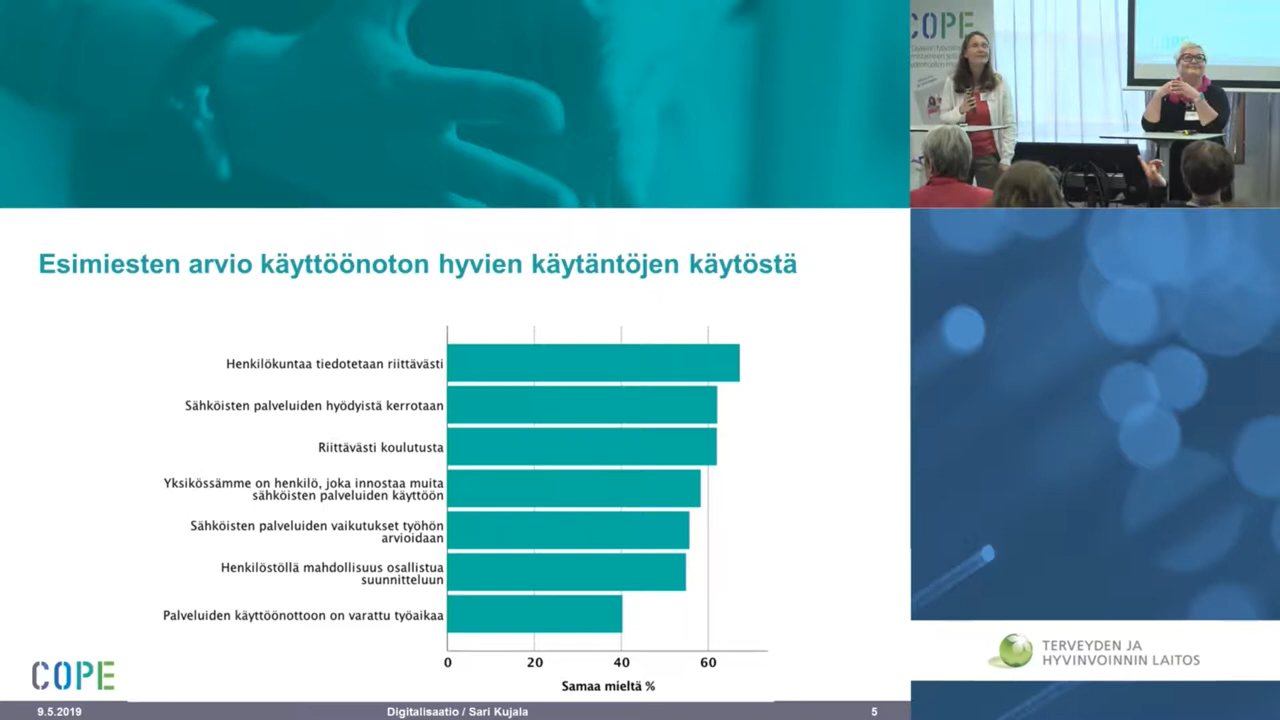 COPE
Esimiesten arvio käyttöönoton hyvien käytäntöjen käytöstä
Henkilökuntaa tiedotetaan riittävästi
Sähköisten palveluiden hyödyistä kerrotaan
Riittävästi koulutusta
Yksikössämme on henkilö, joka innostaa muita
sähköisten palveluiden käyttöön
Sähköisten palveluiden vaikutukset työhön
arvioidaan
Henkilöstöllä mahdollisuus osallistua
suunnitteluun
Palveluiden käyttöönottoon on varattu työaikaa
0 20 40 60
Samaa mieltä %
COPE
9.5.2019 Digitalisaatio / Sari Kujala 5
TERVEYDEN JA
HYVINVOINNIN LAITOS